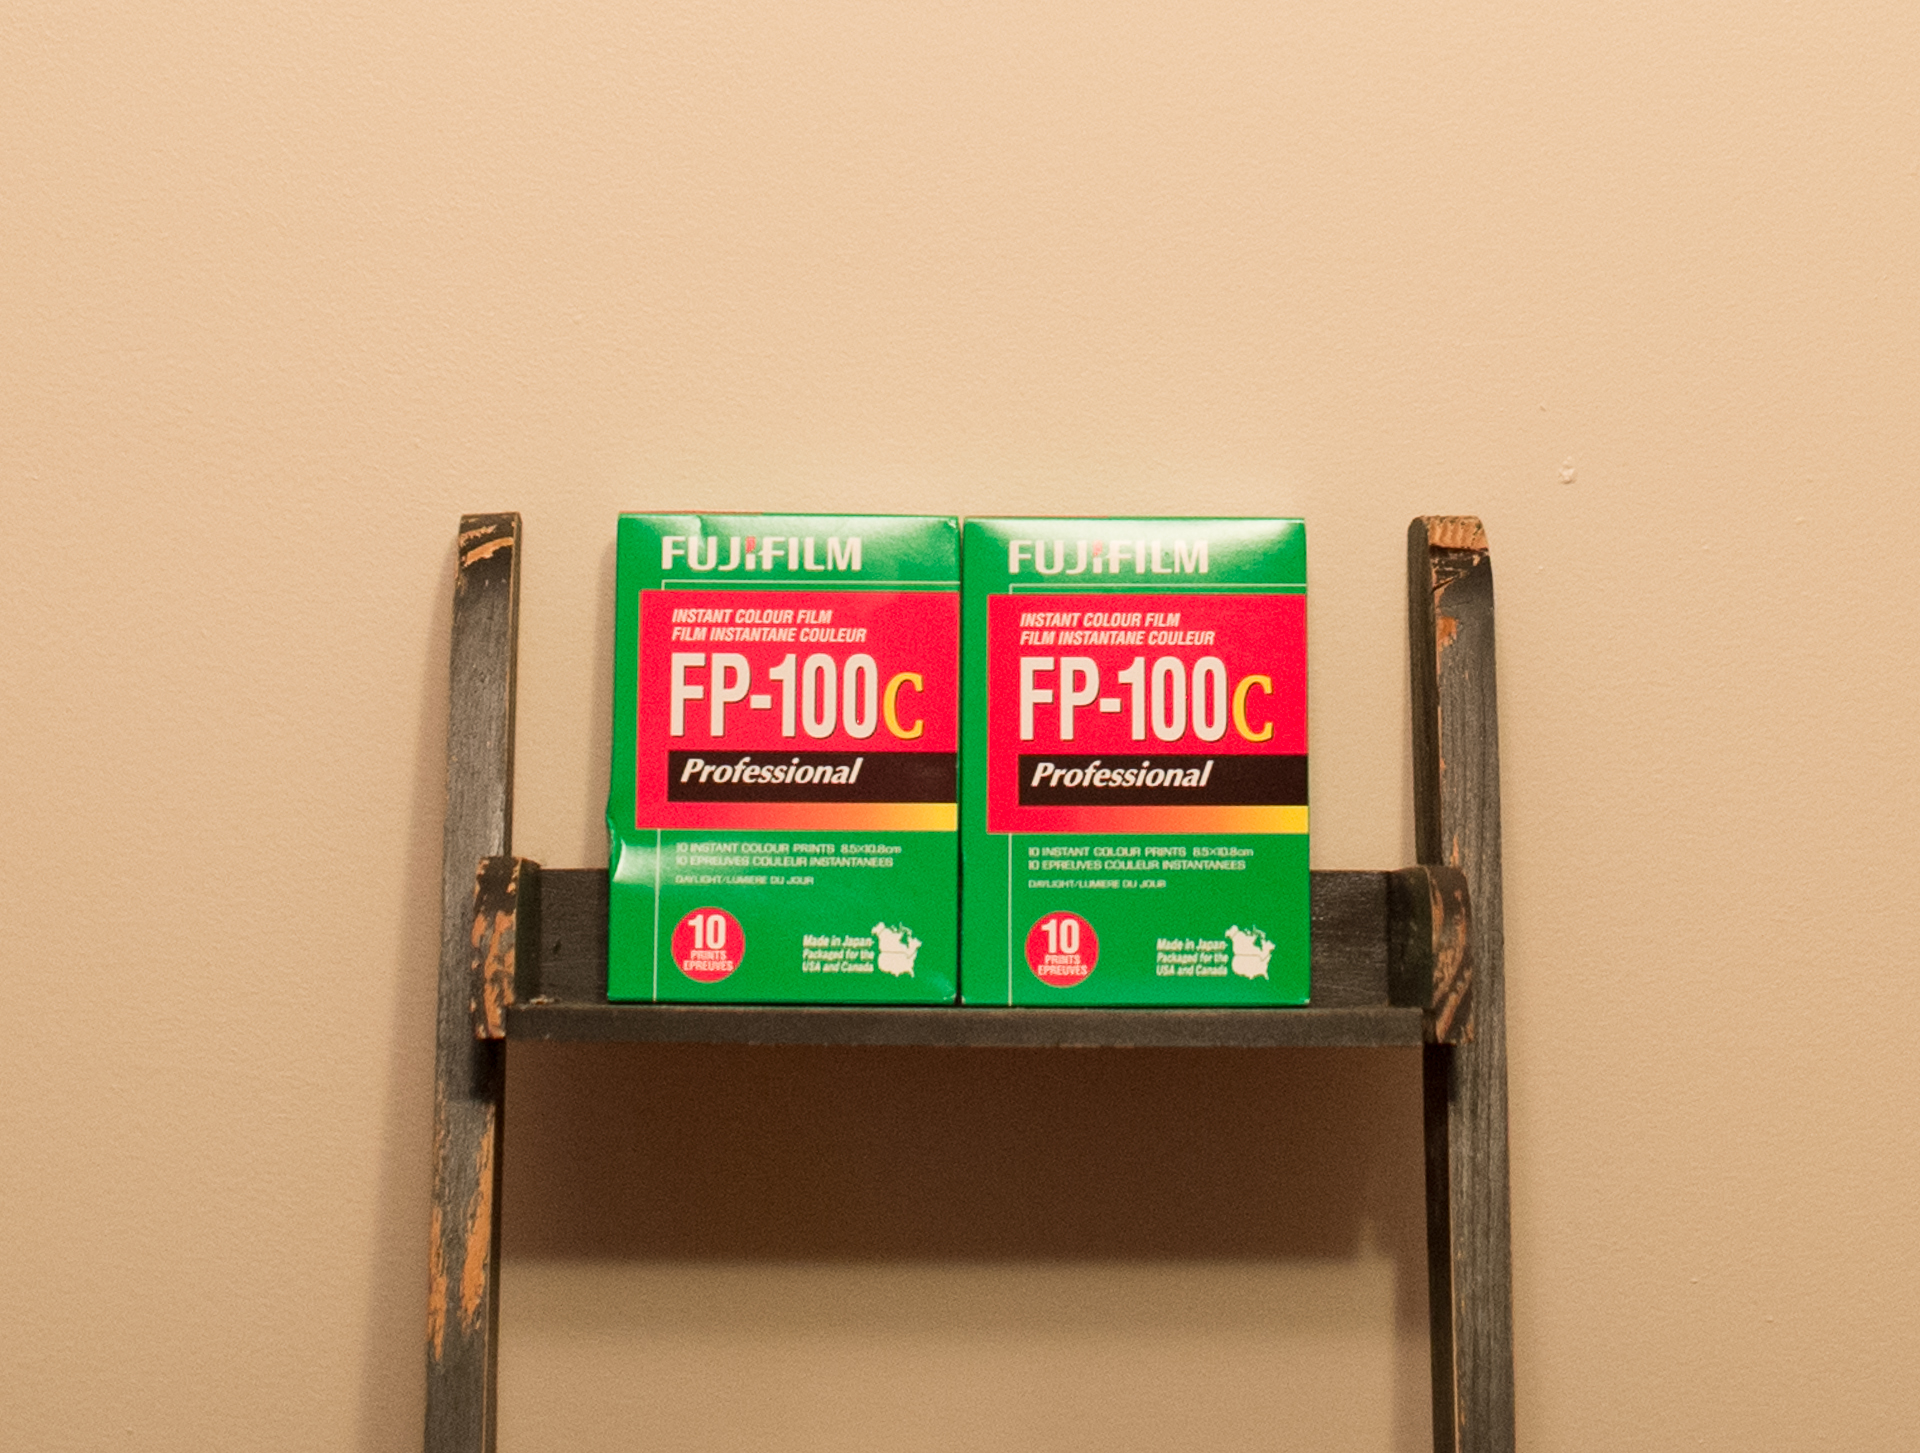 FUJIFILM
INSTANT COLOUR FILM
FILM INSTANTANE COULEUR
FP-100C
Professional
10 INSTANT COLOUR PRINTS 8.5×10.8cm
10 EPREUVES COULEUR INSTANTANEES
DAYLIGHT/LUMIERE DU JOUR
10
PRINTS
EPREUVES
Made in Japan-
Packaged for the
USA and Canada
FUJIFILM
INSTANT COLOUR FILM
FILM INSTANTANE COULEUR
FP-100C
Professional
10 INSTANT COLOUR PRINTS 8.5×10.8cm
10 EPREUVES COULEUR INSTANTANEES
DAYLIGHT/LUMIERE DU JOUR
10
PRINTS
EPREUVES
Made in Japan-
Packaged for the
USA and Canada